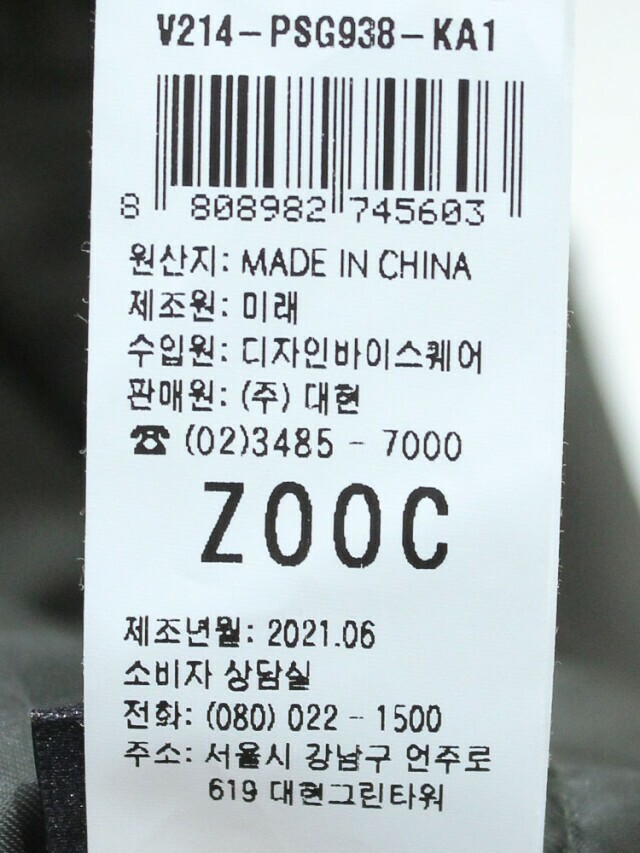 V214-PSG938-KA1
8 808982 745603
원산지: MADE IN CHINA
제조원: 미래
수입원: 디자인바이스퀘어
판매원: (주) 대현
☎ (02)3485 - 7000
ZOOC
제조년월: 2021.06
소비자 상담실
전화: (080) 022 - 1500
주소: 서울시 강남구 언주로
619 대현그린타워